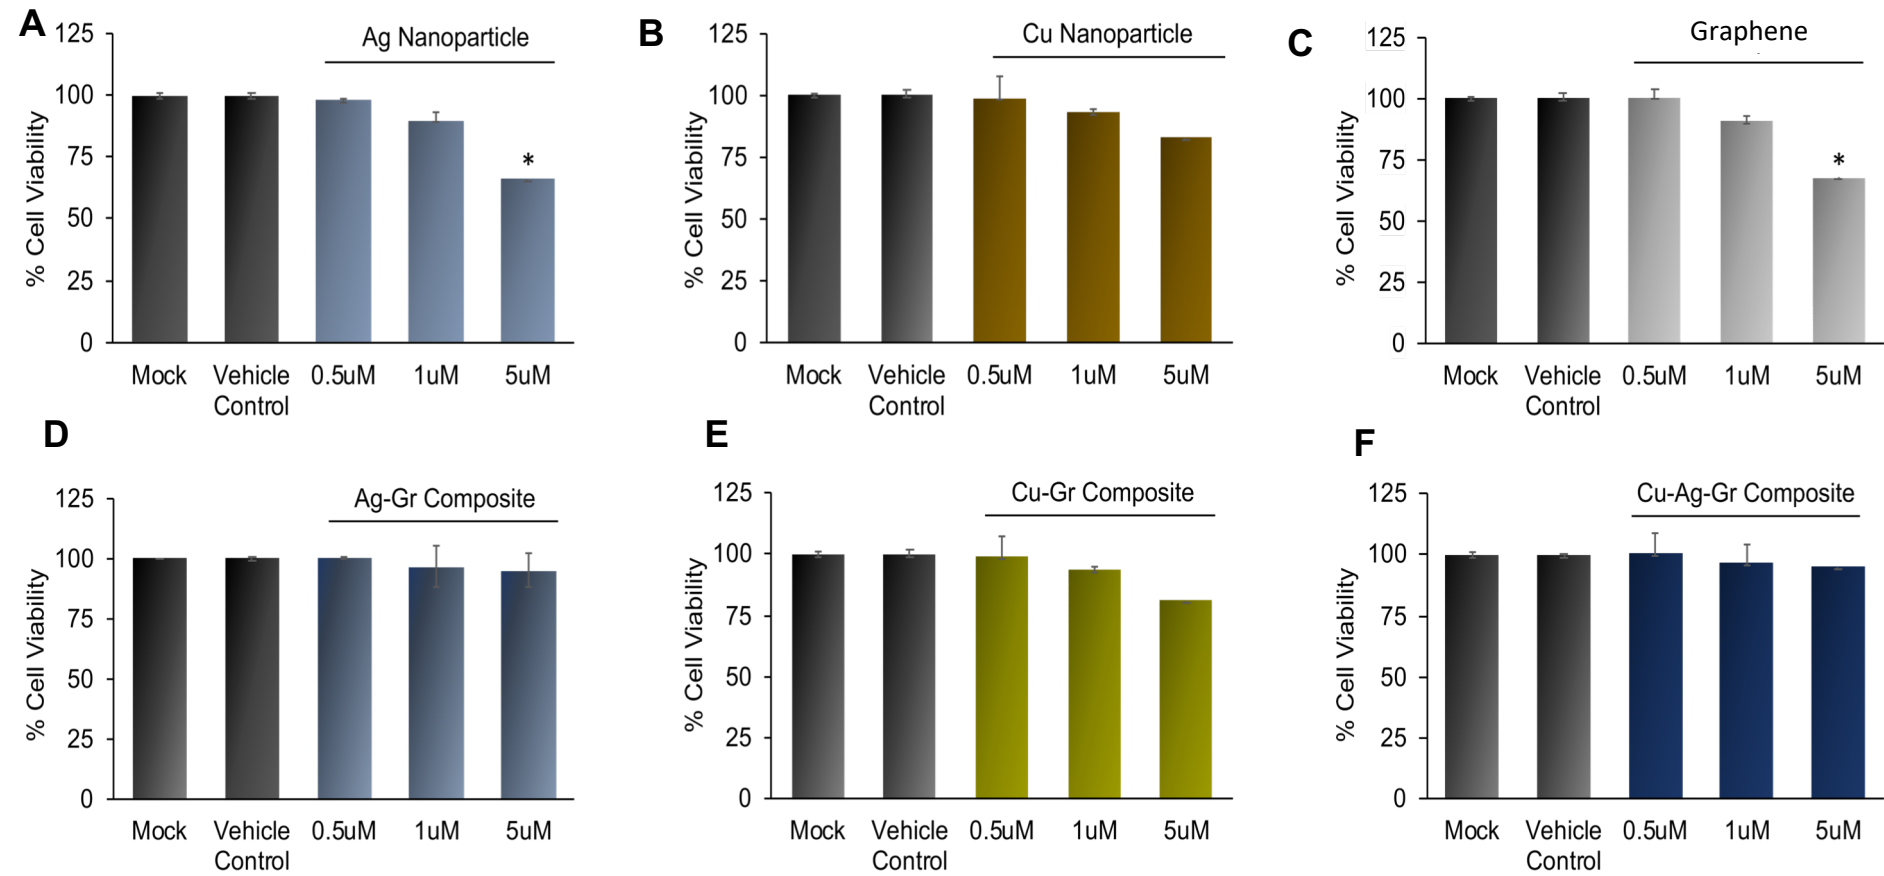 A
Ag Nanoparticle
% Cell Viability
125
100
75
50
25
0
*
Mock
Vehicle
Control
0.5uM
1uM
5uM
B
Cu Nanoparticle
% Cell Viability
125
100
75
50
25
0
Mock
Vehicle
Control
0.5uM
1uM
5uM
C
Graphene
% Cell Viability
125
100
75
50
25
0
*
Mock
Vehicle
Control
0.5uM
1uM
5uM
D
Ag-Gr Composite
% Cell Viability
125
100
75
50
25
0
Mock
Vehicle
Control
0.5uM
1uM
5uM
E
Cu-Gr Composite
% Cell Viability
125
100
75
50
25
0
Mock
Vehicle
Control
0.5uM
1uM
5uM
F
Cu-Ag-Gr Composite
% Cell Viability
125
100
75
50
25
0
Mock
Vehicle
Control
0.5uM
1uM
5uM